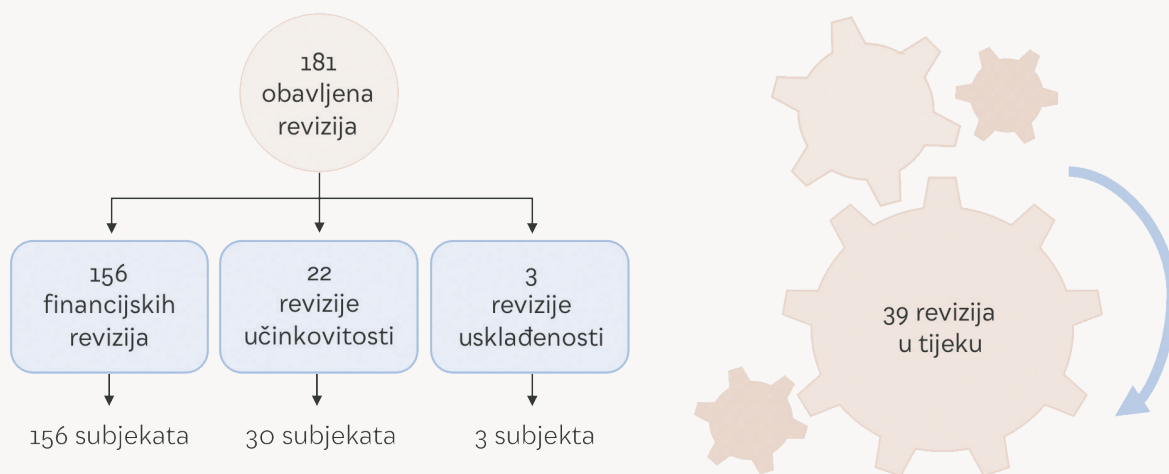 181
obavljena
revizija
156
financijskih
revizija
22
revizije
učinkovitosti
3
revizije
usklađenosti
156 subjekata
30 subjekata
3 subjekta
39 revizija
u tijeku